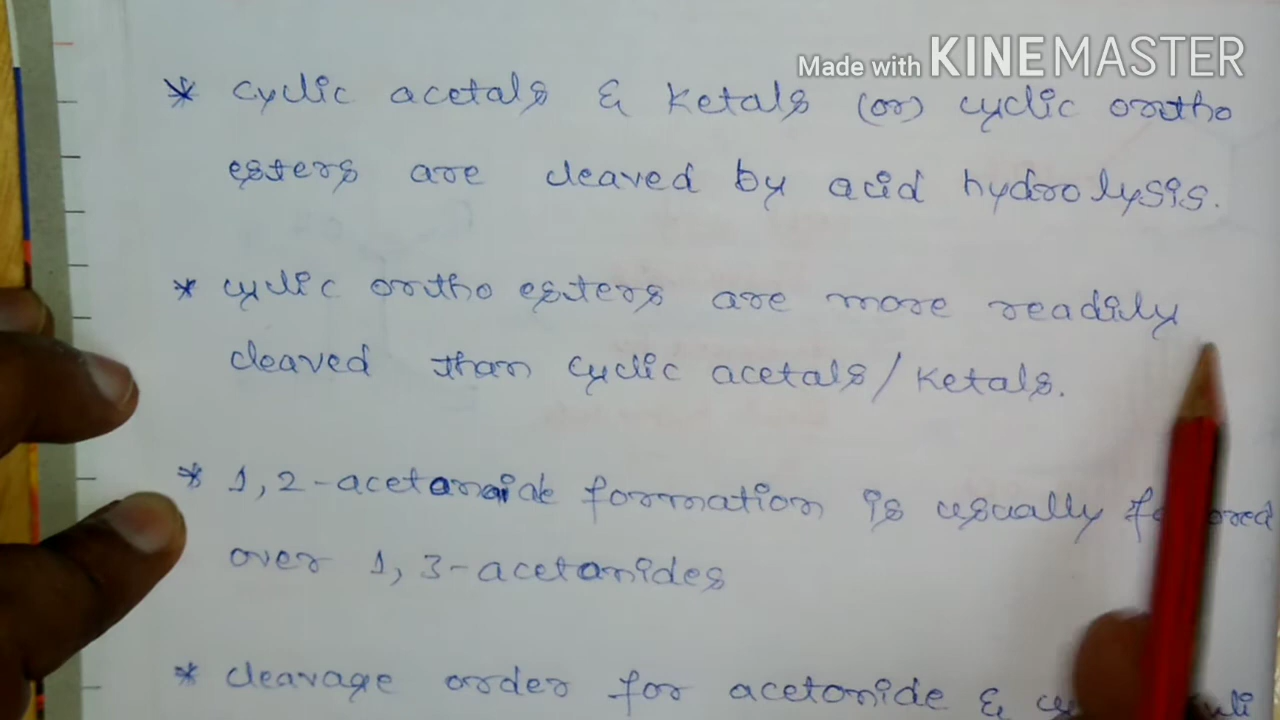 Made with KINEMASTER
* cyclic acetals & Ketals (or) cyclic ortho
esters are cleaved by acid hydrolysis.
* cyclic ortho esters are more readily
cleaved than cyclic acetals/Ketals.
* 1,2-acetanide formation is usually
over 1,3-acetanides
* cleavage order for acetonide &